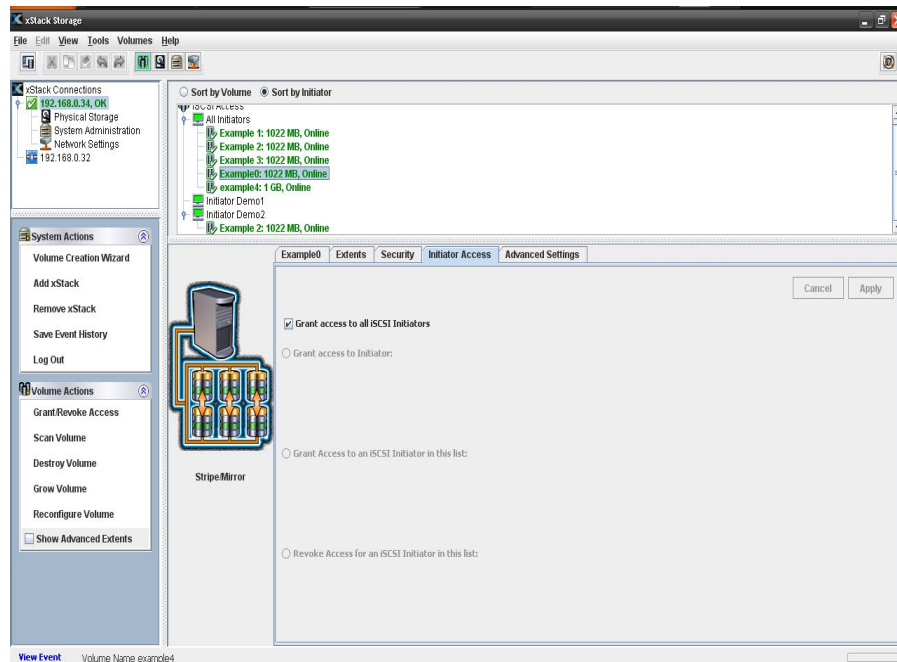 xStack Storage
File Edit View Tools Volumes Help
xStack Connections
192.168.0.34, OK
Physical Storage
System Administration
Network Settings
192.168.0.32
Sort by Volume Sort by Initiator
iSCSI Access
All Initiators
Example 1: 1022 MB, Online
Example 2: 1022 MB, Online
Example 3: 1022 MB, Online
Example0: 1022 MB, Online
example4: 1 GB, Online
Initiator Demo1
Initiator Demo2
Example 2: 1022 MB, Online
System Actions
Volume Creation Wizard
Add xStack
Remove xStack
Save Event History
Log Out
Volume Actions
Grant/Revoke Access
Scan Volume
Destroy Volume
Grow Volume
Reconfigure Volume
Show Advanced Extents
Stripe/Mirror
Example0 Extents Security Initiator Access Advanced Settings
Cancel Apply
Grant access to all iSCSI Initiators
Grant access to Initiator:
Grant Access to an iSCSI Initiator in this list:
Revoke Access for an iSCSI Initiator in this list:
View Event Volume Name example4